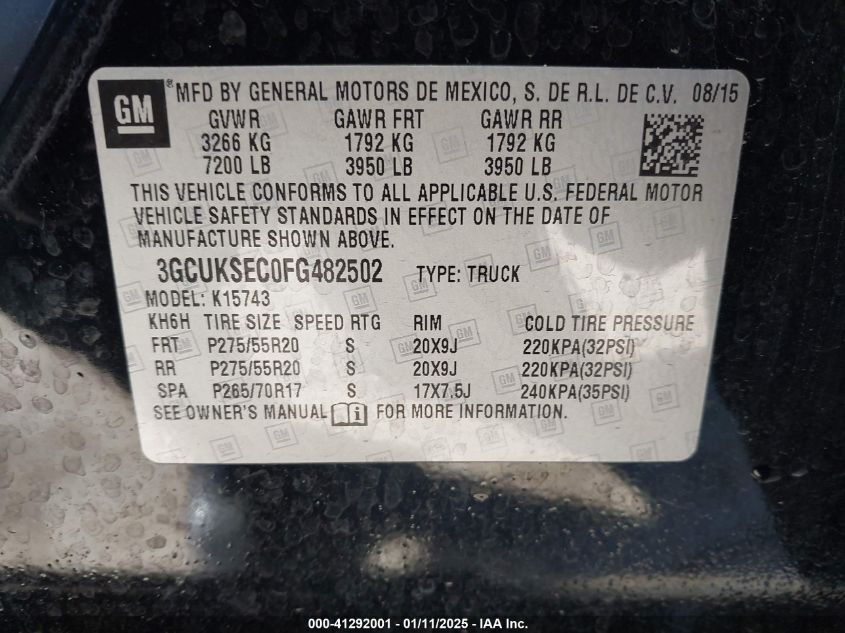 GM ® MFD BY GENERAL MOTORS DE MEXICO, S. DE R.L. DE C.V. 08/15
GVWR GAWR FRT GAWR RR
3266 KG 1792 KG 1792 KG
7200 LB 3950 LB 3950 LB
THIS VEHICLE CONFORMS TO ALL APPLICABLE U.S. FEDERAL MOTOR
VEHICLE SAFETY STANDARDS IN EFFECT ON THE DATE OF
MANUFACTURE SHOWN ABOVE.
3GCUKSEC0FG482502 TYPE: TRUCK
MODEL: K15743
KH6H TIRE SIZE SPEED RTG RIM COLD TIRE PRESSURE
FRT P275/55R20 S 20X9J 220KPA(32PSI)
RR P275/55R20 S 20X9J 220KPA(32PSI)
SPA P265/70R17 S 17X7.5J 240KPA(35PSI)
SEE OWNER'S MANUAL i FOR MORE INFORMATION.
000-41292001 - 01/11/2025 - IAA Inc.